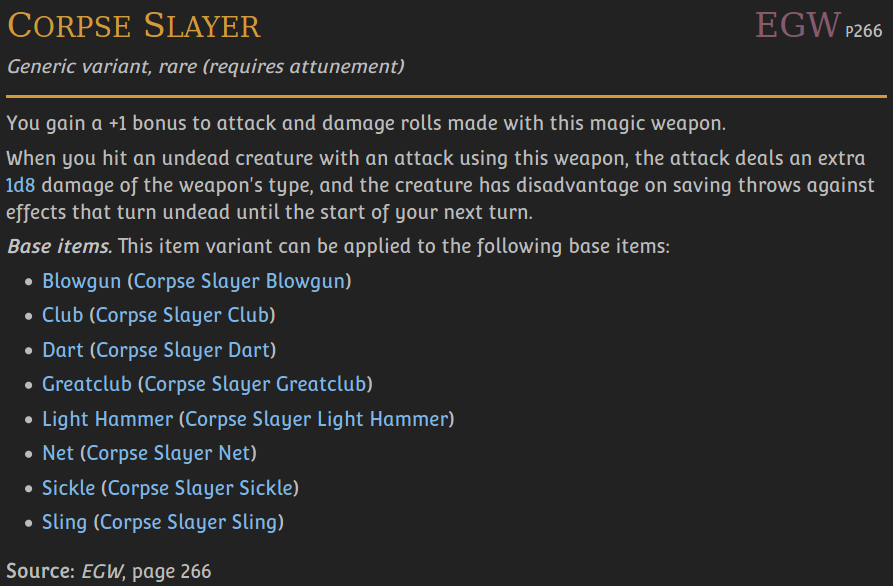 Corpse Slayer EGW P266
Generic variant, rare (requires attunement)
You gain a +1 bonus to attack and damage rolls made with this magic weapon.
When you hit an undead creature with an attack using this weapon, the attack deals an extra
1d8 damage of the weapon's type, and the creature has disadvantage on saving throws against
effects that turn undead until the start of your next turn.
Base items. This item variant can be applied to the following base items:
• Blowgun (Corpse Slayer Blowgun)
• Club (Corpse Slayer Club)
• Dart (Corpse Slayer Dart)
• Greatclub (Corpse Slayer Greatclub)
• Light Hammer (Corpse Slayer Light Hammer)
• Net (Corpse Slayer Net)
• Sickle (Corpse Slayer Sickle)
• Sling (Corpse Slayer Sling)
Source: EGW, page 266